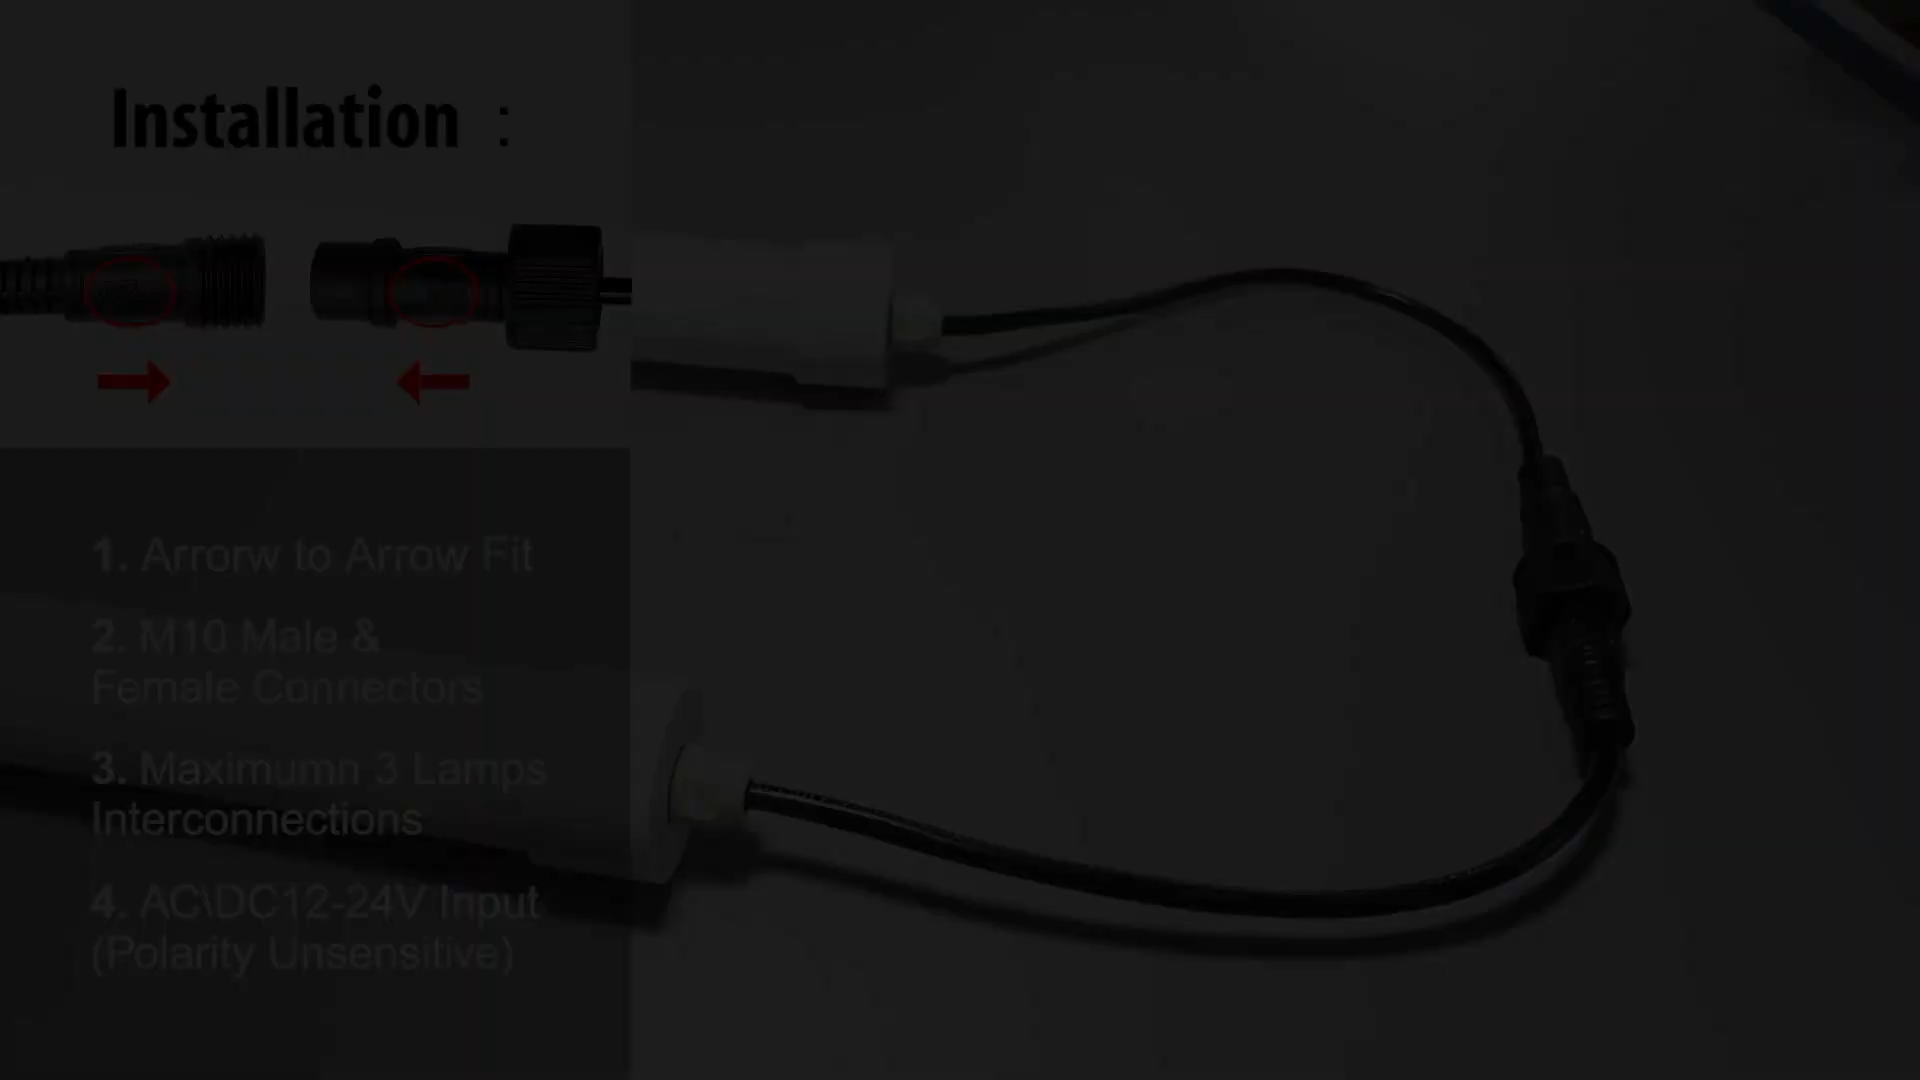 Installation :
1. Arrorw to Arrow Fit
2. M10 Male &
Female Connectors
3. Maximumn 3 Lamps
Interconnections
4. AC\DC12-24V Input
(Polarity Unsensitive)